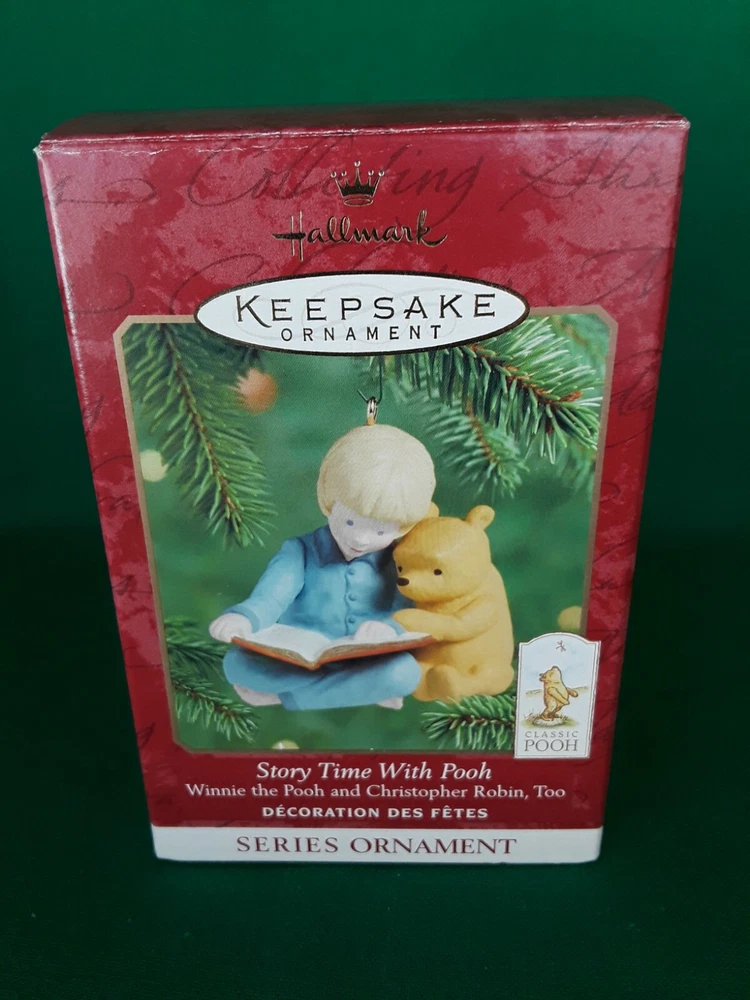 Collecting
Hallmark
KEEPSAKE
ORNAMENT
CLASSIC
POOH
Story Time With Pooh
Winnie the Pooh and Christopher Robin, Too
DÉCORATION DES FÊTES
SERIES ORNAMENT